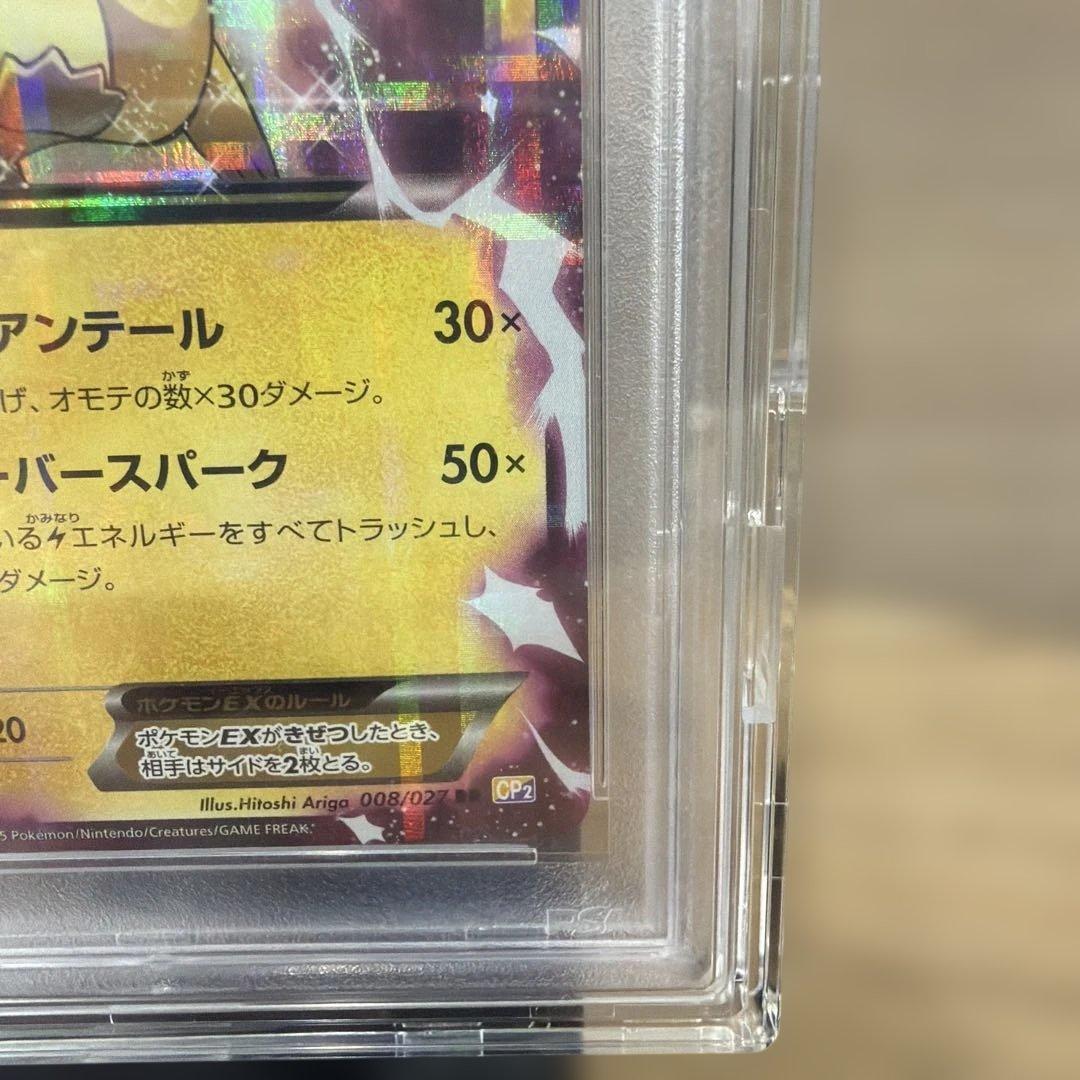 アンテール 30×
かず
げ、オモテの数×30ダメージ。
ーバースパーク 50×
かみなり
いるエネルギーをすべてトラッシュし、
ダメージ。
20
ポケモンEXのルール
ポケモンEXがきぜつしたとき、
あいて まい
相手はサイドを2枚とる。
Illus.Hitoshi Ariga 008/027 CP2
5 Pokémon/Nintendo/Creatures/GAME FREAK.
PSA